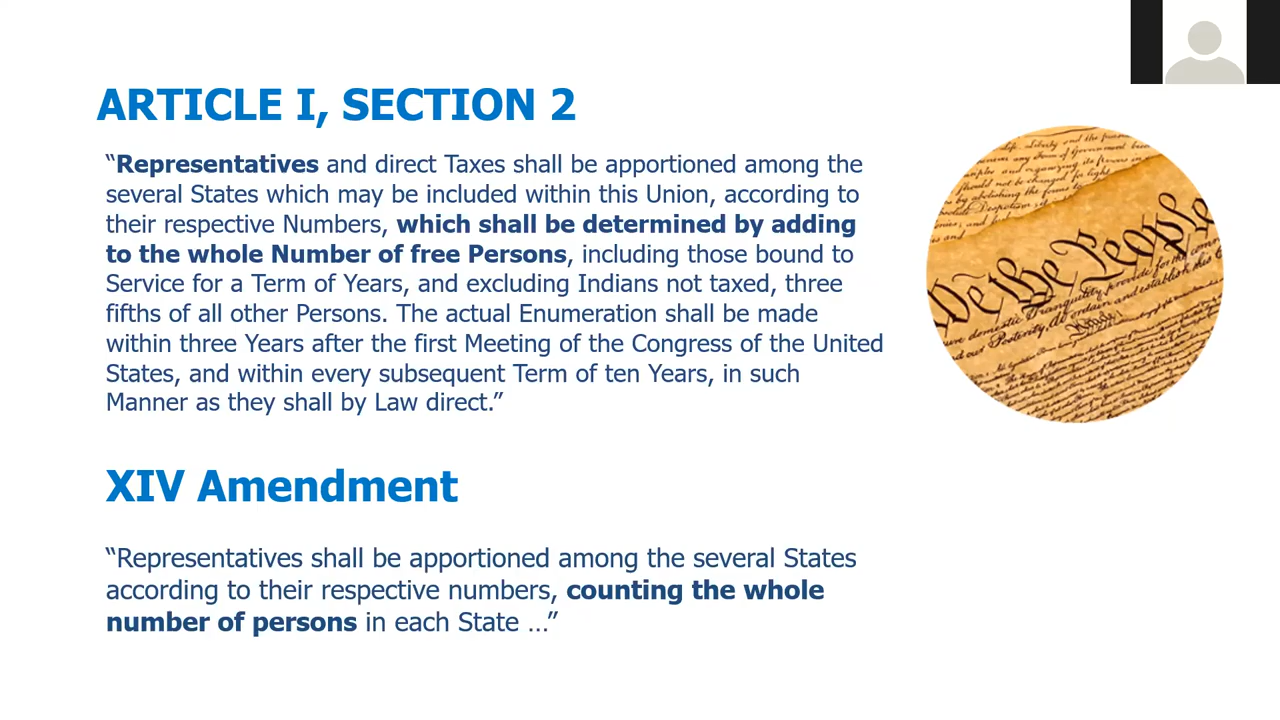 ARTICLE I, SECTION 2
“Representatives and direct Taxes shall be apportioned among the
several States which may be included within this Union, according to
their respective Numbers, which shall be determined by adding
to the whole Number of free Persons, including those bound to
Service for a Term of Years, and excluding Indians not taxed, three
fifths of all other Persons. The actual Enumeration shall be made
within three Years after the first Meeting of the Congress of the United
States, and within every subsequent Term of ten Years, in such
Manner as they shall by Law direct.”
We the People
XIV Amendment
“Representatives shall be apportioned among the several States
according to their respective numbers, counting the whole
number of persons in each State ...”